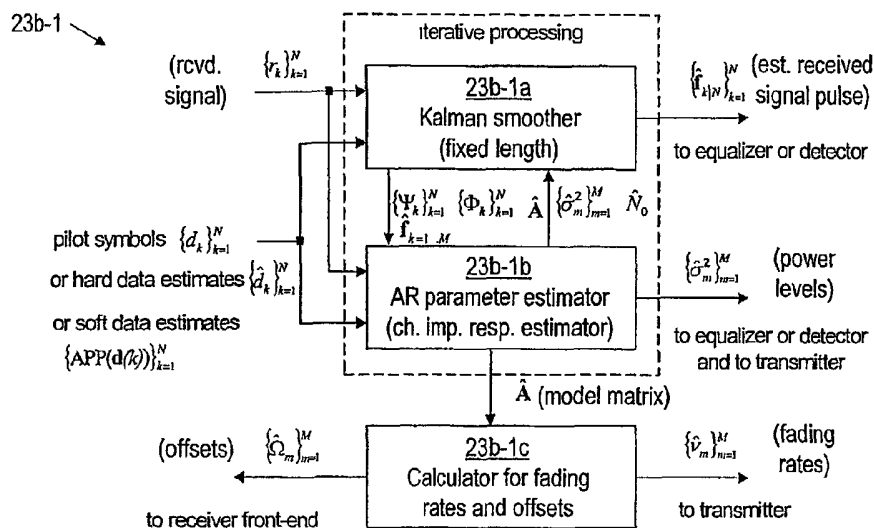 23b-1
iterative processing
(rcvd. signal)
{r_k}_{k=1}^N
23b-1a
Kalman smoother
(fixed length)
{f̂_{k|N}}_{k=1}^N
(est. received signal pulse)
to equalizer or detector
{Ψ_k}_{k=1}^N {Φ_k}_{k=1}^N Â {σ̂_m^2}_{m=1}^M N̂_0
f̂_{k=1..M}
pilot symbols {d_k}_{k=1}^N
or hard data estimates {d̂_k}_{k=1}^N
or soft data estimates
{APP(d(k))}_{k=1}^N
23b-1b
AR parameter estimator
(ch. imp. resp. estimator)
{σ̂_m^2}_{m=1}^M
(power levels)
to equalizer or detector
and to transmitter
Â (model matrix)
(offsets) {Ω̂_m}_{m=1}^M
to receiver front-end
23b-1c
Calculator for fading
rates and offsets
{ν̂_m}_{m=1}^M
(fading rates)
to transmitter